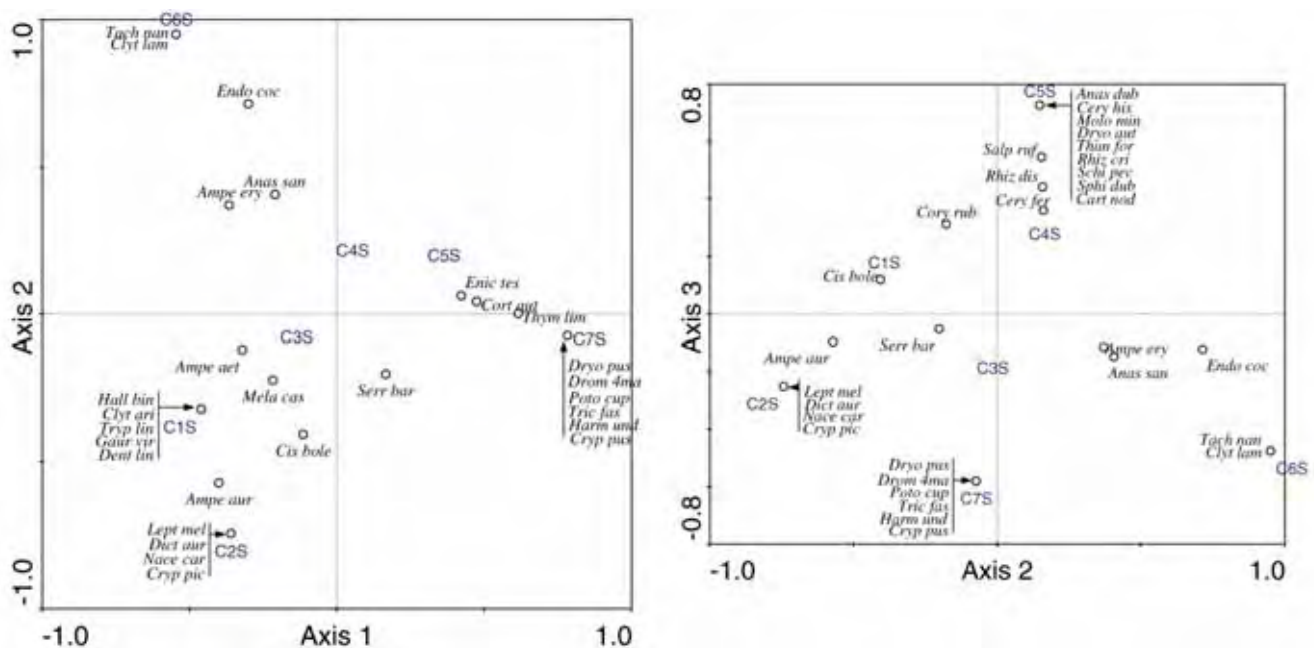 1.0
Axis 2
-1.0
C6S
Tach nan
Clyt lam
Endo coc
Anas san
Ampe ery
C4S
C5S
Enic tes
Cort aut
Thym lim
C3S
C7S
Ampe aet
Mela cas
Serr bar
Dryo pus
Drom 4ma
Poto cup
Tric fas
Harm und
Cryp pus
Hall bin
Clyt ari
Tryp lin
Gaur vir
Dent lin
C1S
Cis bole
Ampe aur
Lept mel
Dict aur
Nace car
Cryp pic
C2S
-1.0
Axis 1
1.0
0.8
Axis 3
-0.8
C5S
Anas dub
Cery his
Molo min
Dryo aut
Than for
Rhiz cri
Schi pec
Sphi dub
Cart nod
Salp ruf
Rhiz dis
Cery fer
Cory rub
C4S
C1S
Cis bole
Serr bar
Ampe aur
C3S
Ampe ery
Anas san
Endo coc
C2S
Lept mel
Dict aur
Nace car
Cryp pic
Tach nan
Clyt lam
C6S
Dryo pus
Drom 4ma
Poto cup
Tric fas
Harm und
Cryp pus
C7S
-1.0
Axis 2
1.0